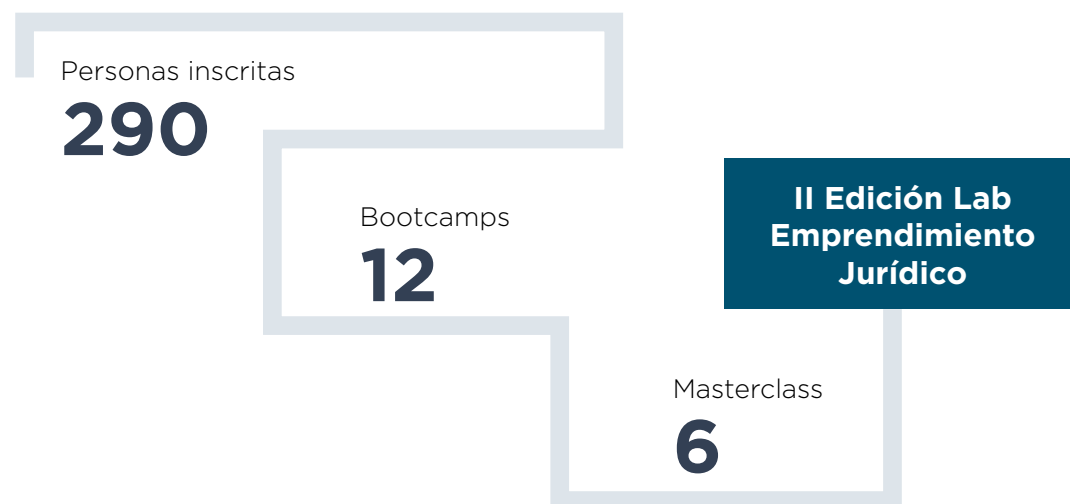 Personas inscritas
290
Bootcamps
12
II Edición Lab
Emprendimiento
Jurídico
Masterclass
6